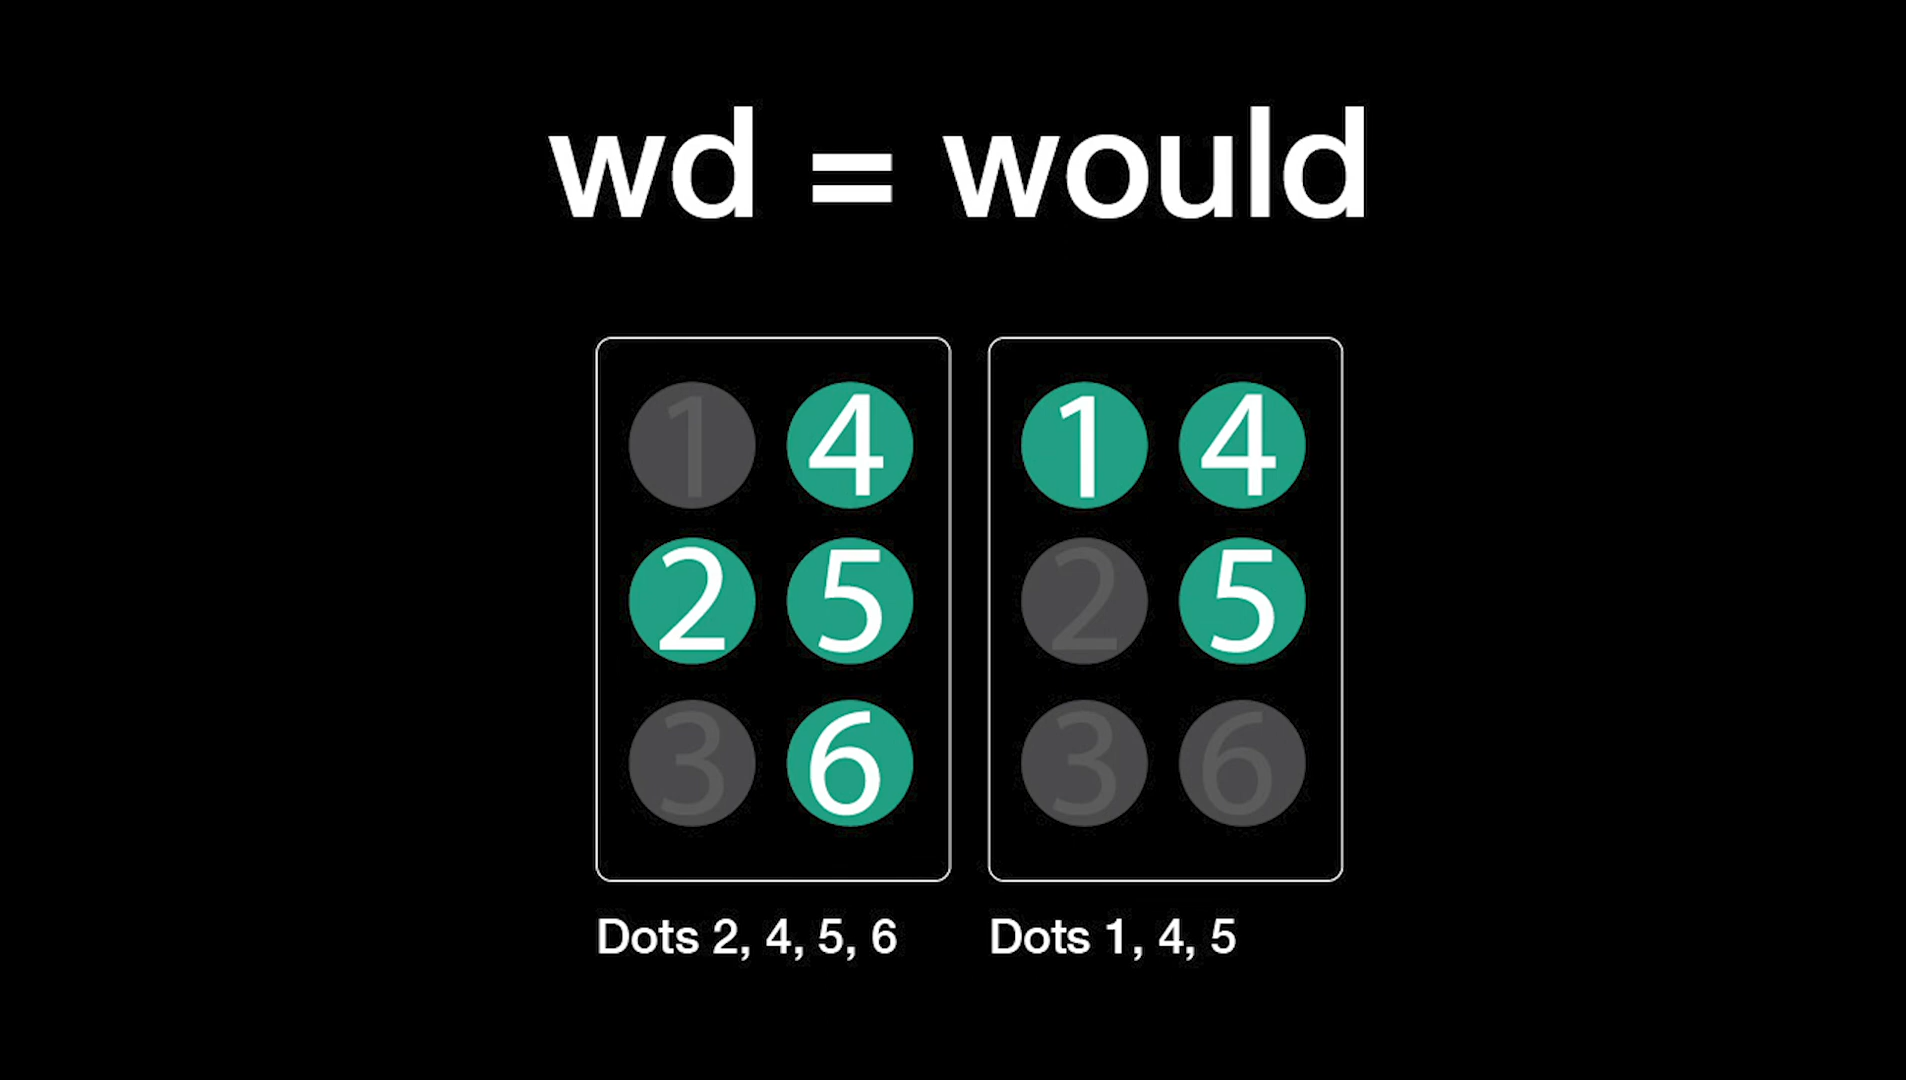 wd = would
1 4 1 4
2 5 2 5
3 6 3 6
Dots 2, 4, 5, 6 Dots 1, 4, 5